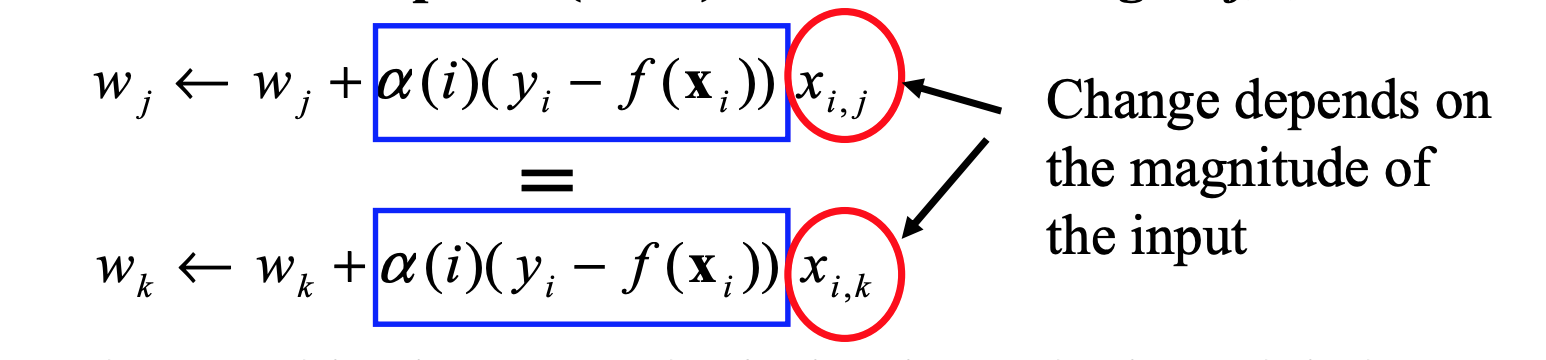 w_j ← w_j + α(i)(y_i − f(𝐱_i)) x_{i,j}
=
w_k ← w_k + α(i)(y_i − f(𝐱_i)) x_{i,k}
Change depends on
the magnitude of
the input